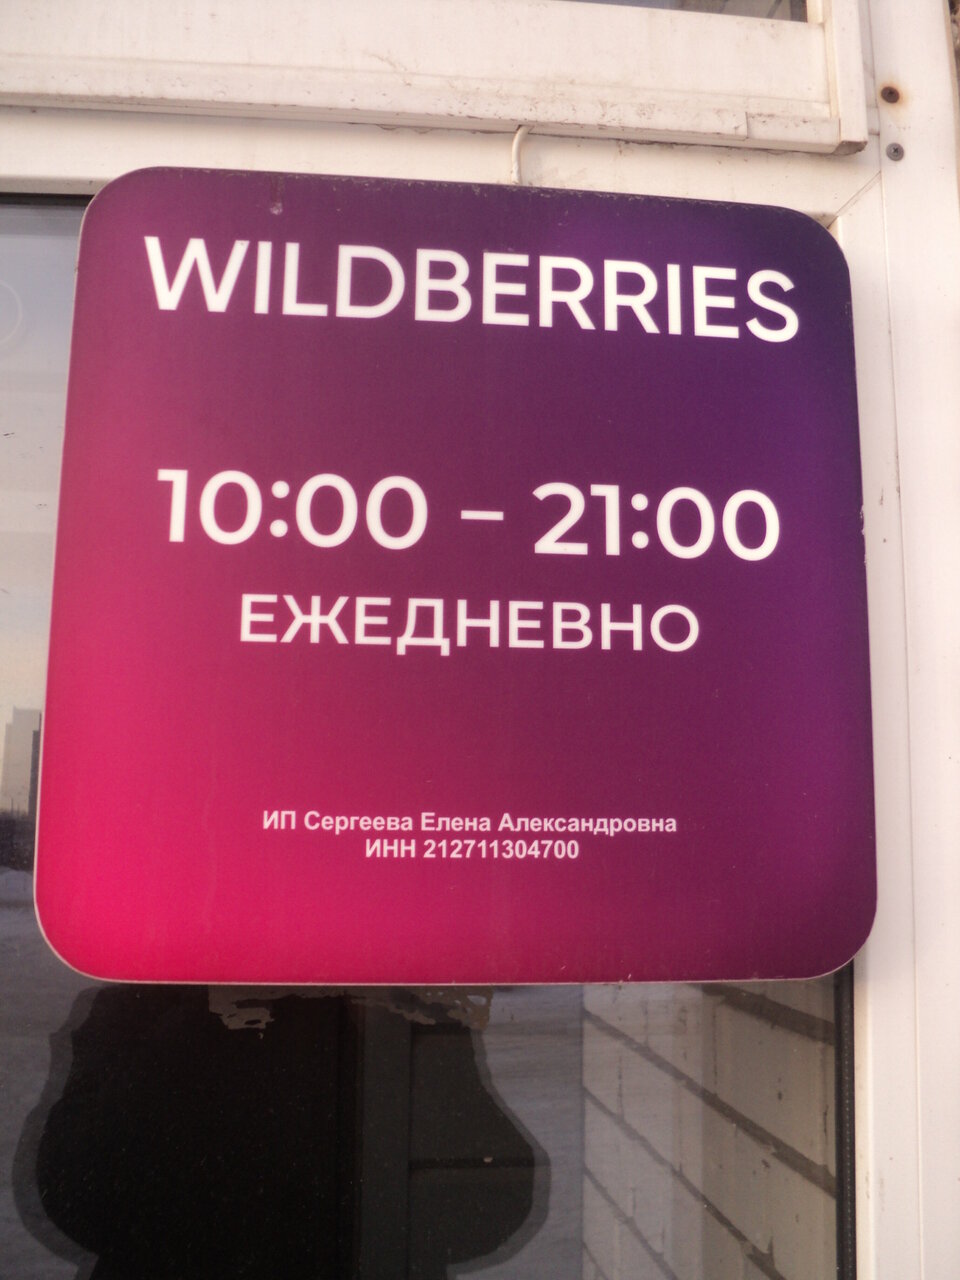 WILDBERRIES
10:00 – 21:00
ЕЖЕДНЕВНО
ИП Сергеева Елена Александровна
ИНН 212711304700